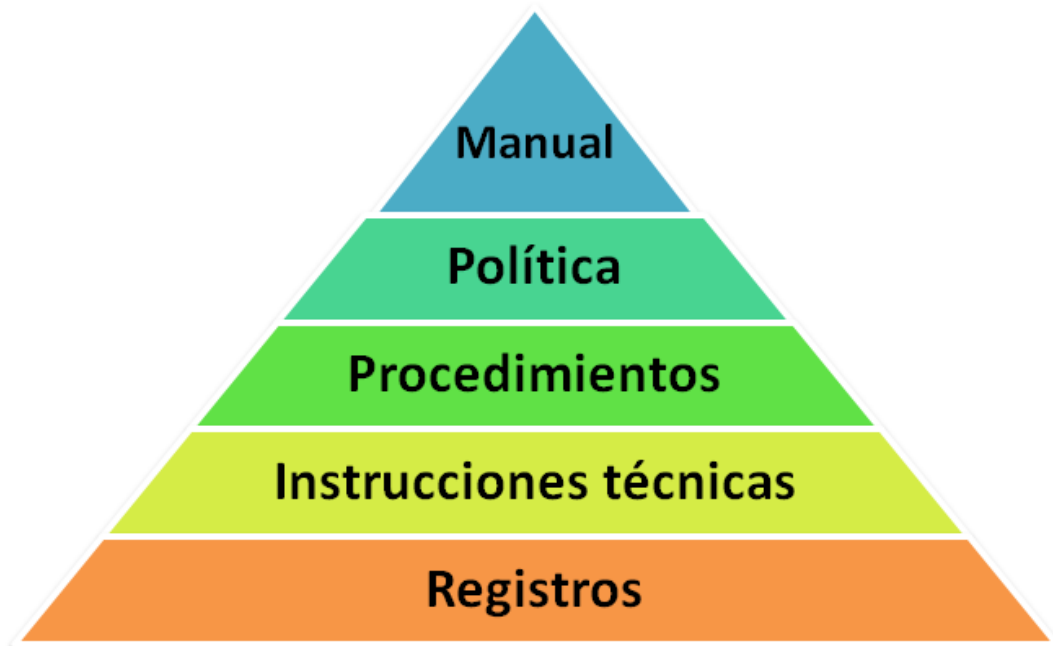 Manual
Política
Procedimientos
Instrucciones técnicas
Registros